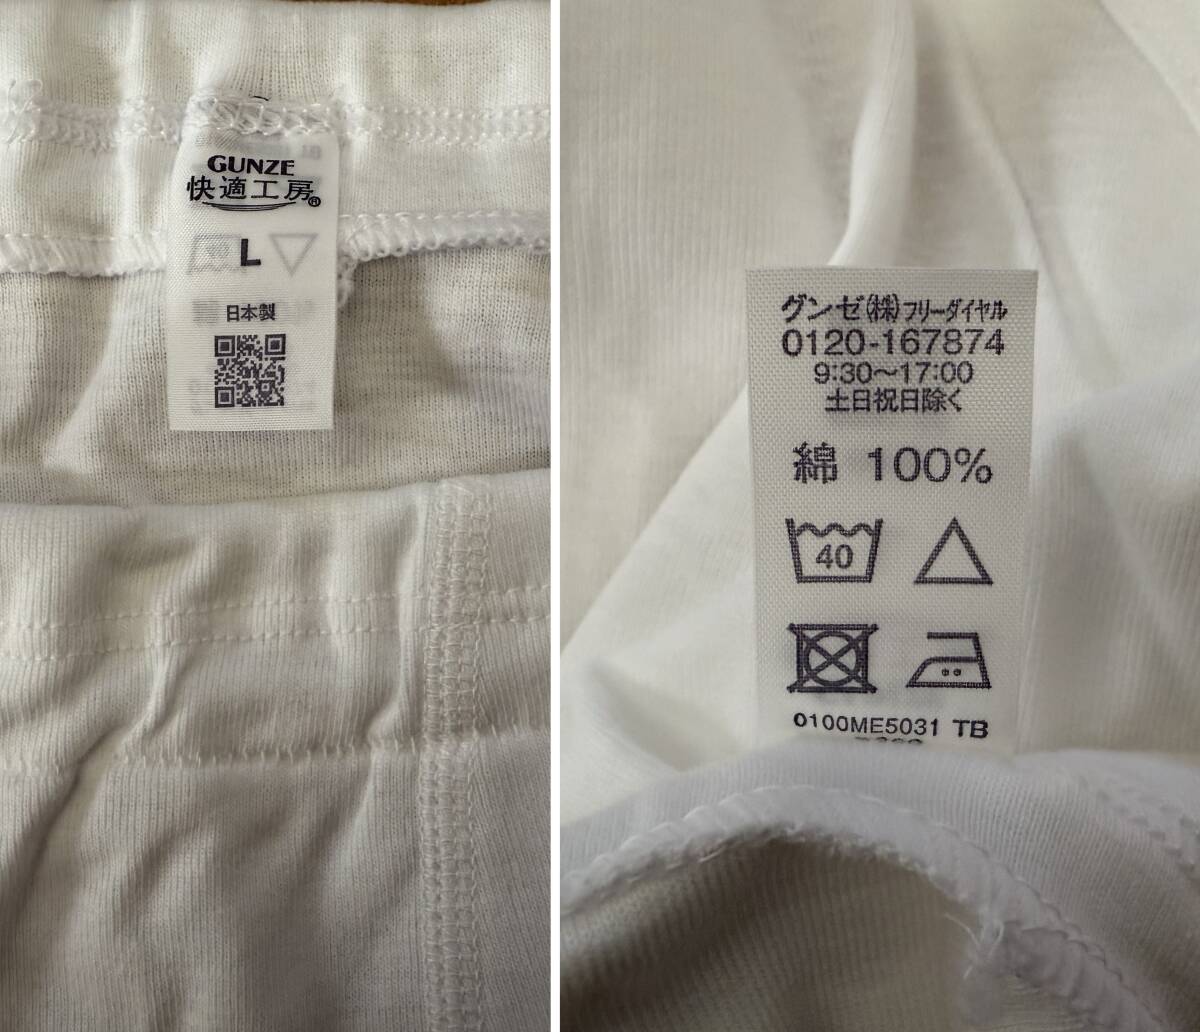 GUNZE
快適工房®
L
日本製
グンゼ(株)フリーダイヤル
0120-167874
9:30〜17:00
土日祝日除く
綿 100%
40
0100ME5031 TB